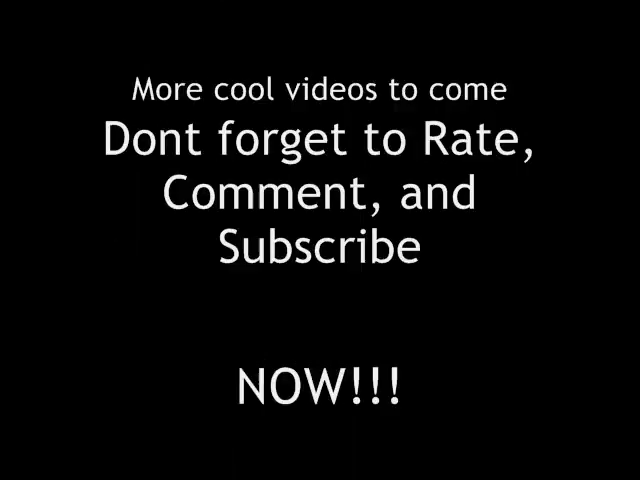 More cool videos to come
Dont forget to Rate,
Comment, and
Subscribe
NOW!!!